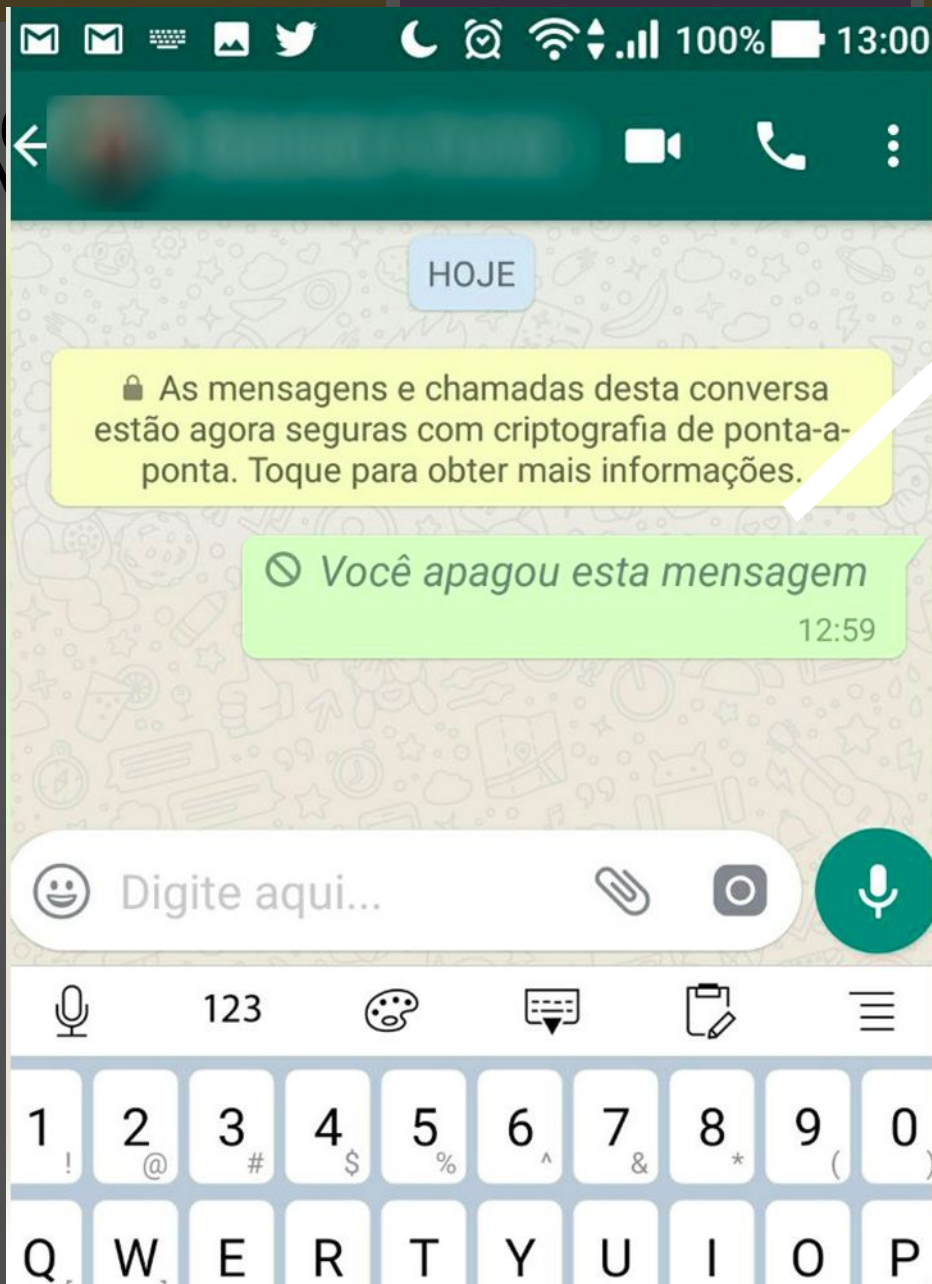 100% 13:00
HOJE
As mensagens e chamadas desta conversa
estão agora seguras com criptografia de ponta-a-
ponta. Toque para obter mais informações.
Você apagou esta mensagem
12:59
Digite aqui...
123
1 ! 2 @ 3 # 4 $ 5 % 6 ^ 7 & 8 * 9 ( 0 )
Q [ W ] E R T Y U I O P